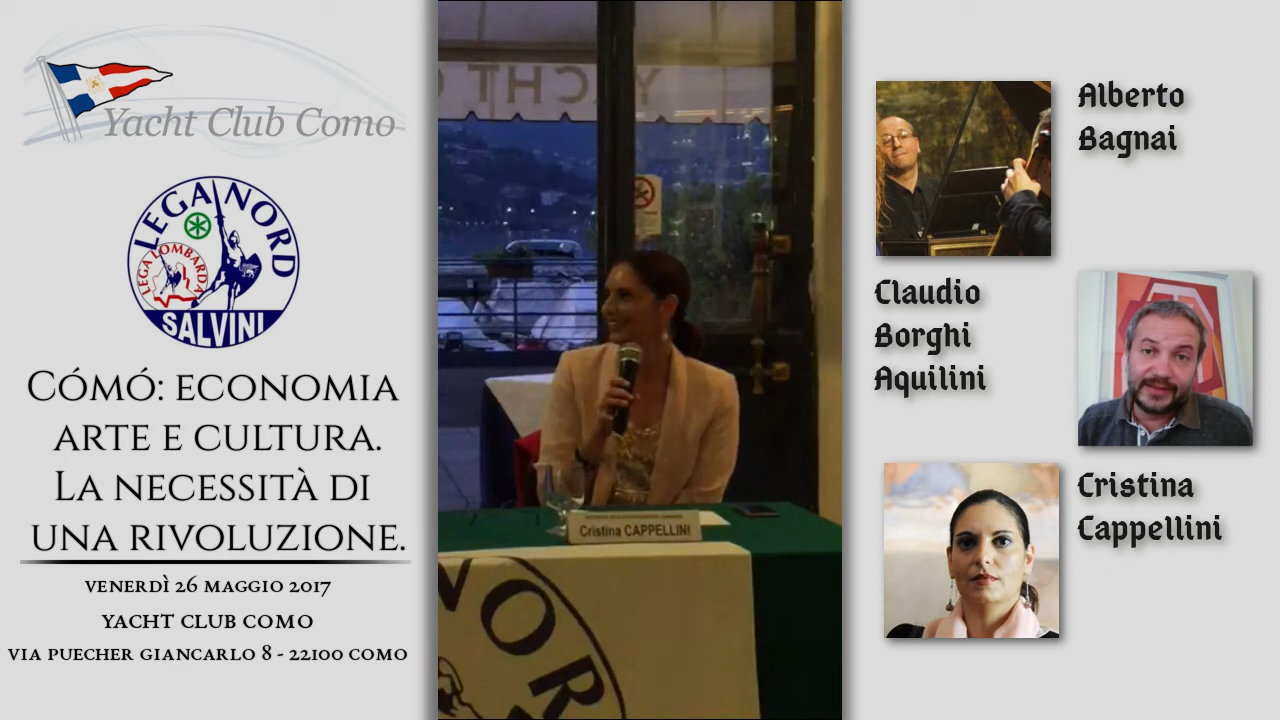 Yacht Club Como
LEGA NORD
LEGA LOMBARDA
SALVINI
Cómó: economia
arte e cultura.
La necessità di
una rivoluzione.
venerdì 26 maggio 2017
Yacht Club Como
via Puecher Giancarlo 8 - 22100 Como
YACHT C
Cristina CAPPELLINI
NOR
Alberto
Bagnai
Claudio
Borghi
Aquilini
Cristina
Cappellini